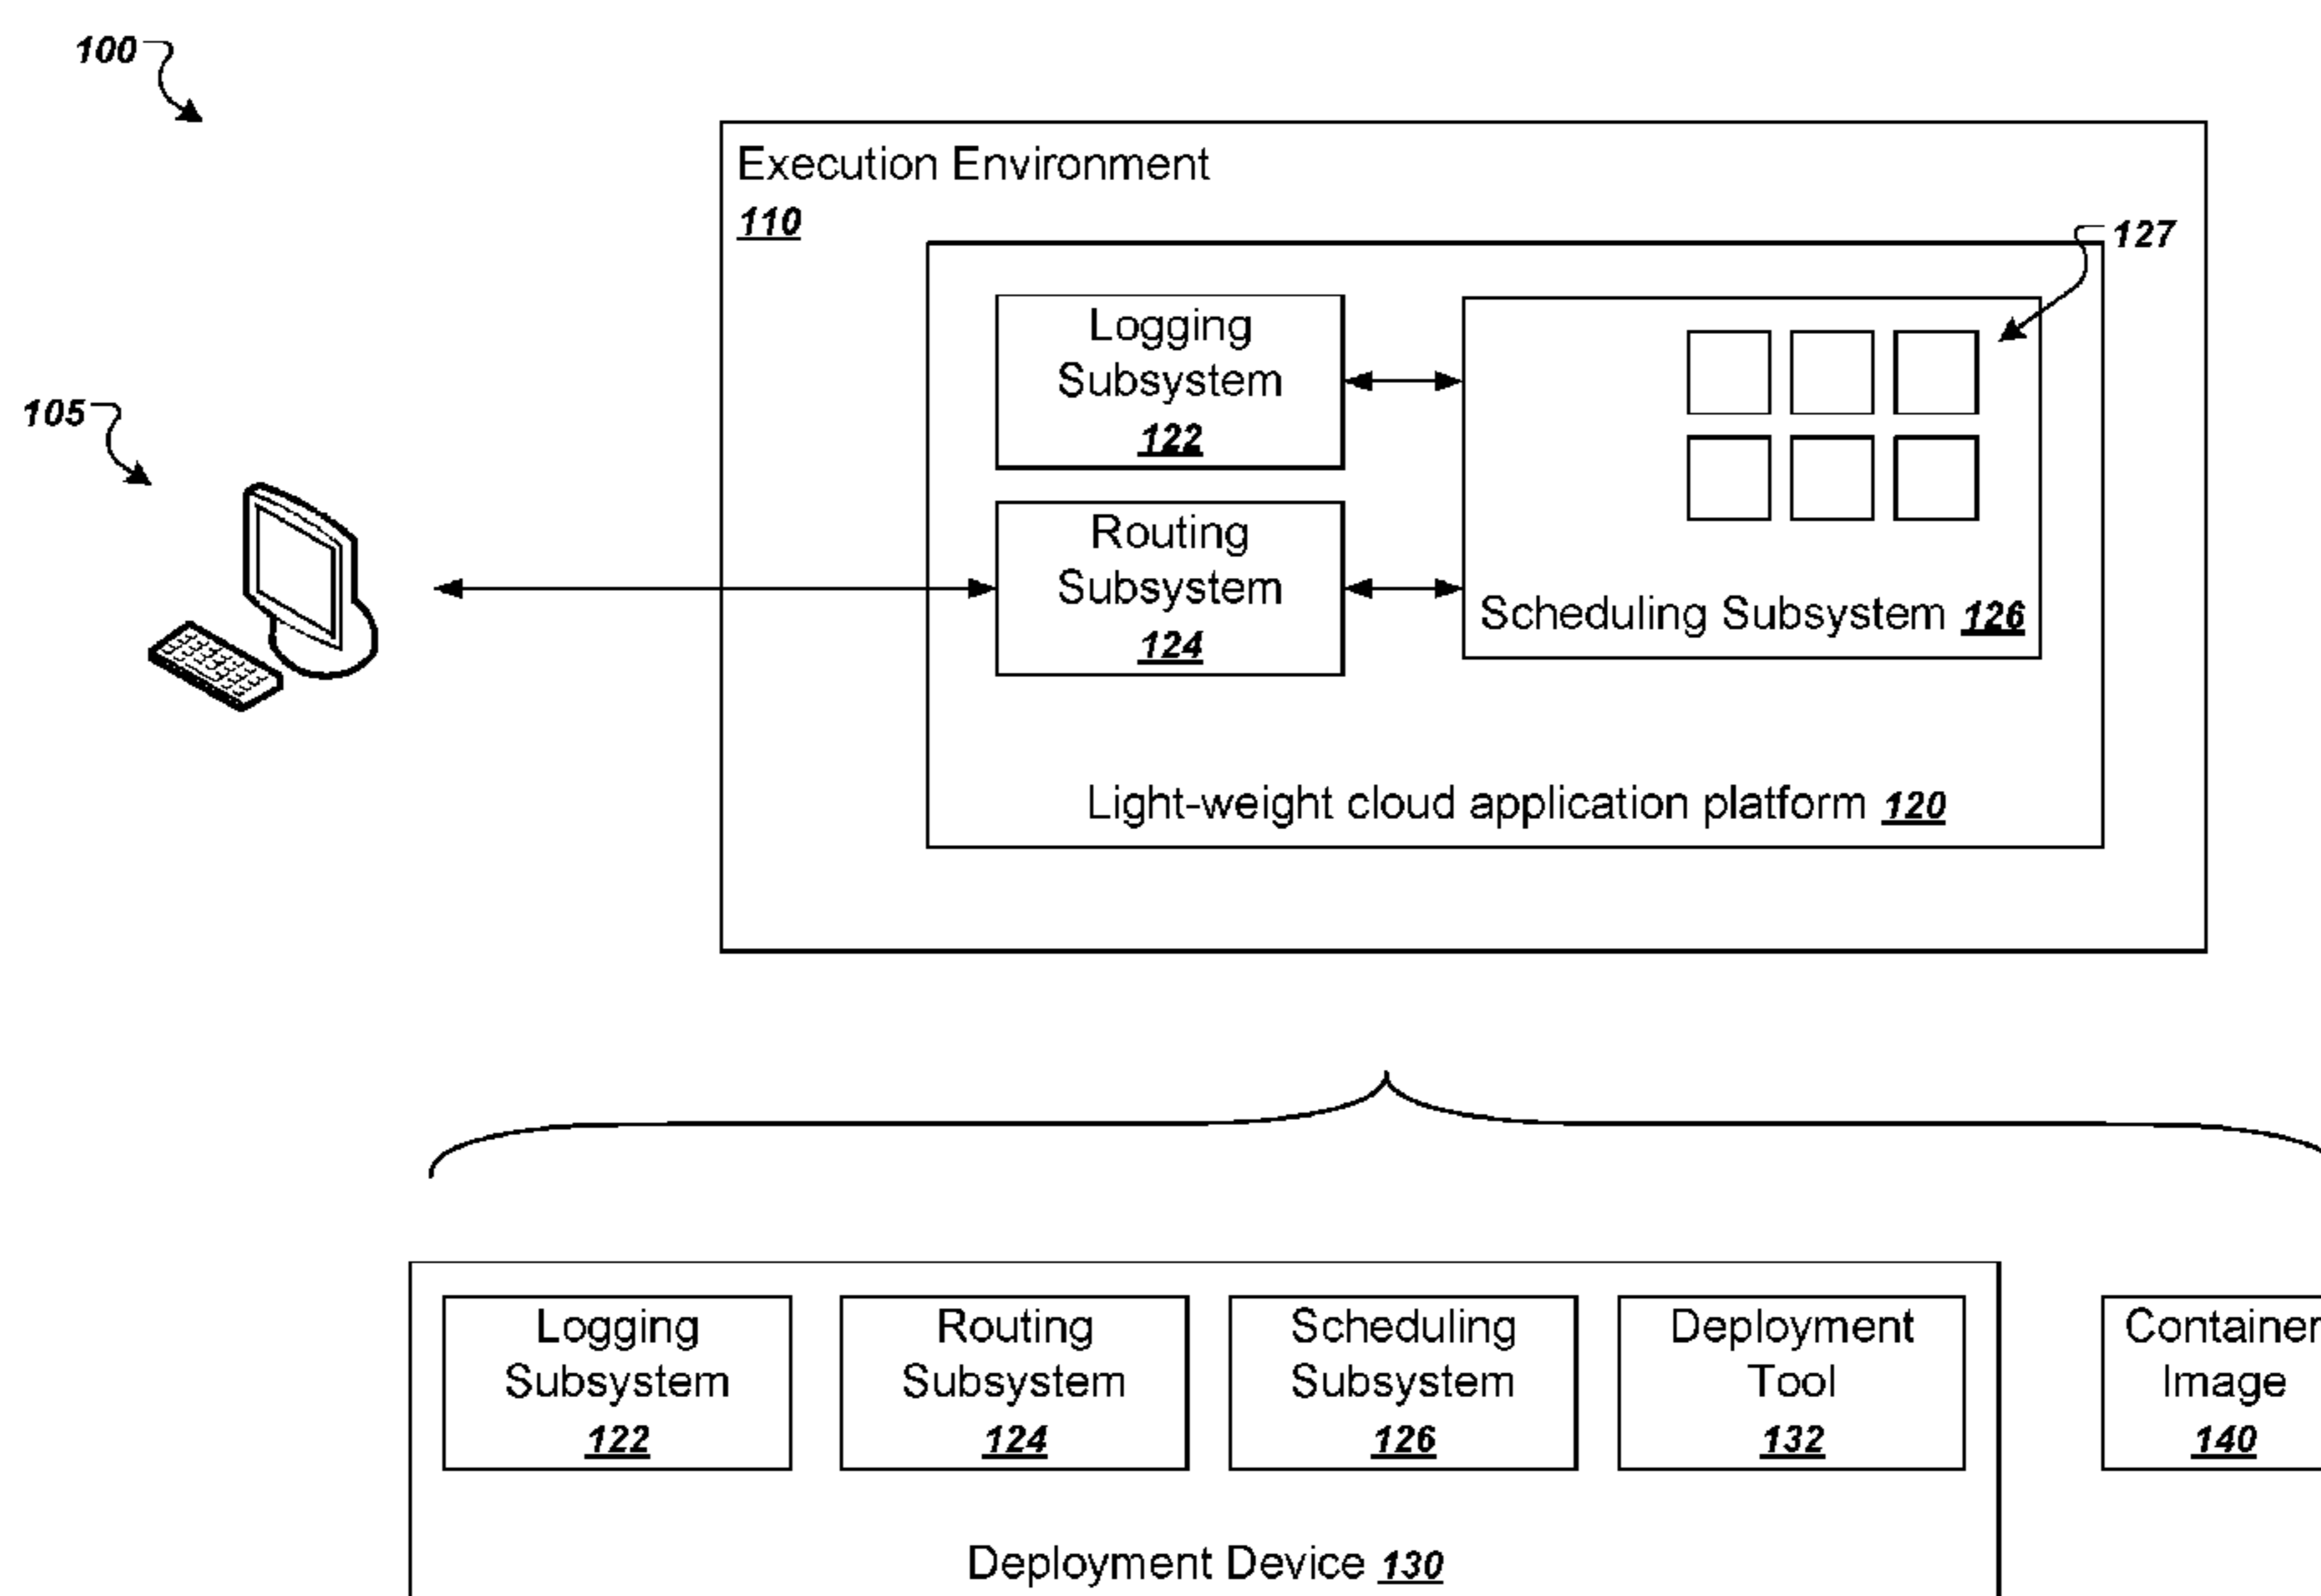 100
Execution Environment
110
127
Logging
Subsystem
122
105
Routing
Subsystem
124
Scheduling Subsystem 126
Light-weight cloud application platform 120
Logging
Subsystem
122
Routing
Subsystem
124
Scheduling
Subsystem
126
Deployment
Tool
132
Container
Image
140
Deployment Device 130